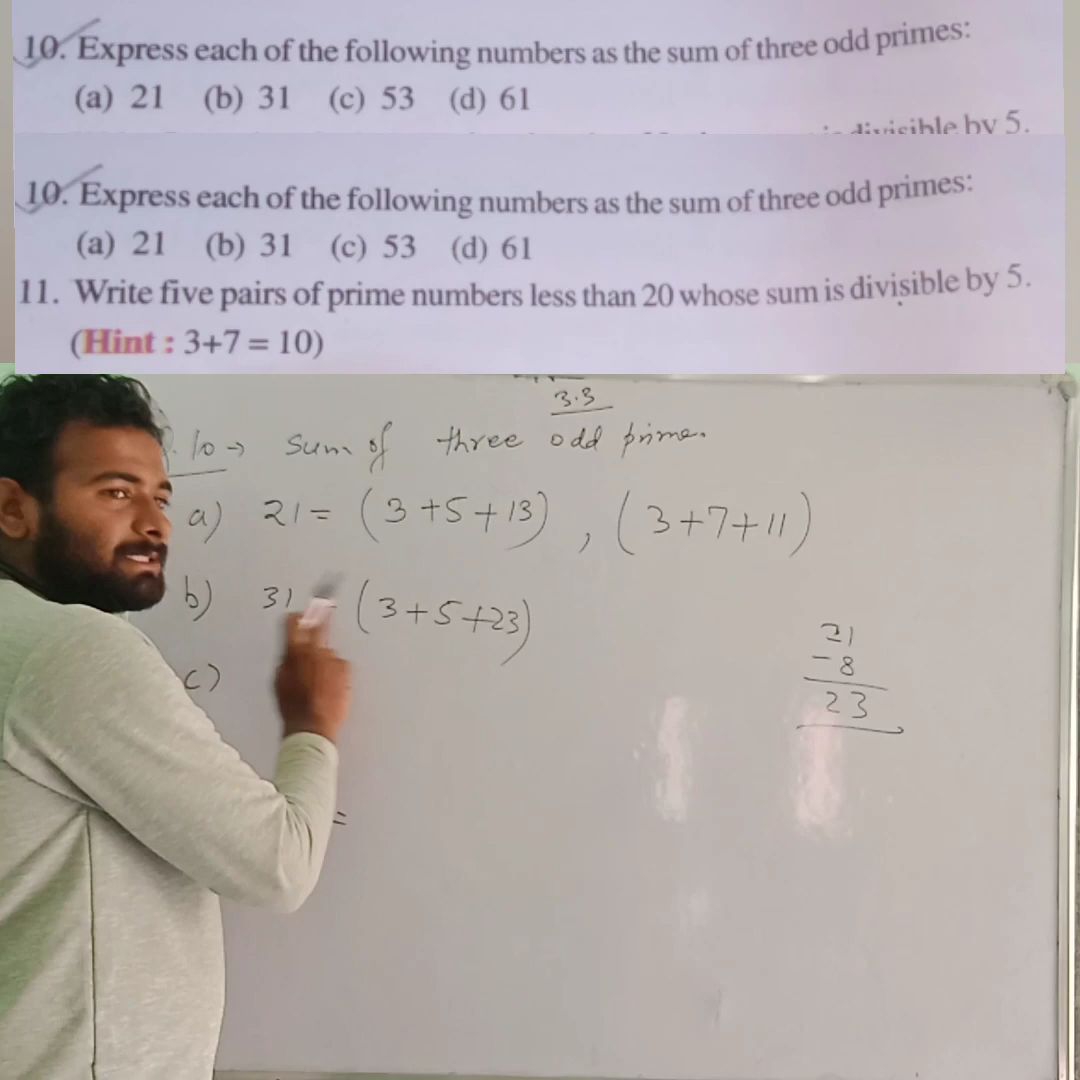 10. Express each of the following numbers as the sum of three odd primes:
(a) 21 (b) 31 (c) 53 (d) 61
divisible by 5.
10. Express each of the following numbers as the sum of three odd primes:
(a) 21 (b) 31 (c) 53 (d) 61
11. Write five pairs of prime numbers less than 20 whose sum is divisible by 5.
(Hint : 3+7 = 10)
3.3
10 → Sum of three odd prime.
a) 21 = (3+5+13) , (3+7+11)
b) 31 = (3+5+23)
31
-8
23
c)
=